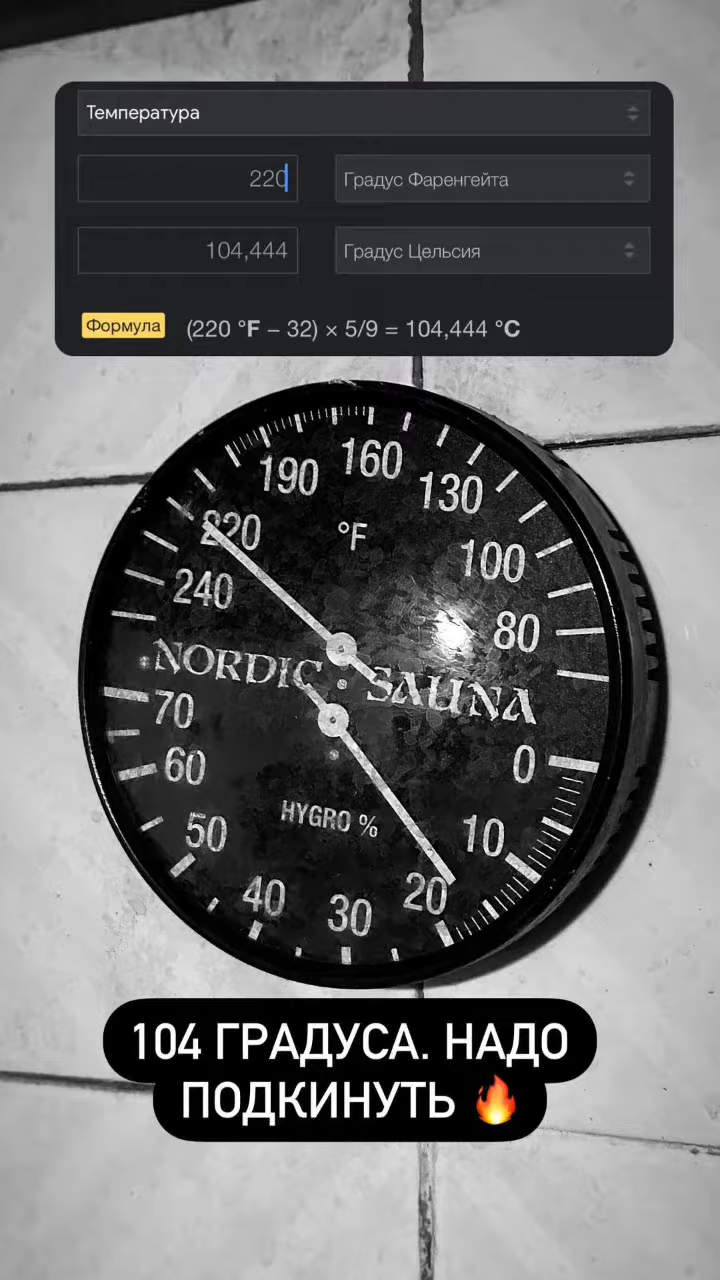 Температура
220 Градус Фаренгейта
104,444 Градус Цельсия
Формула (220 °F – 32) × 5/9 = 104,444 °C
190 160 130
220 °F 100
240 80
NORDIC SAUNA
70 0
60
50 HYGRO % 10
40 30 20
104 ГРАДУСА. НАДО
ПОДКИНУТЬ 🔥